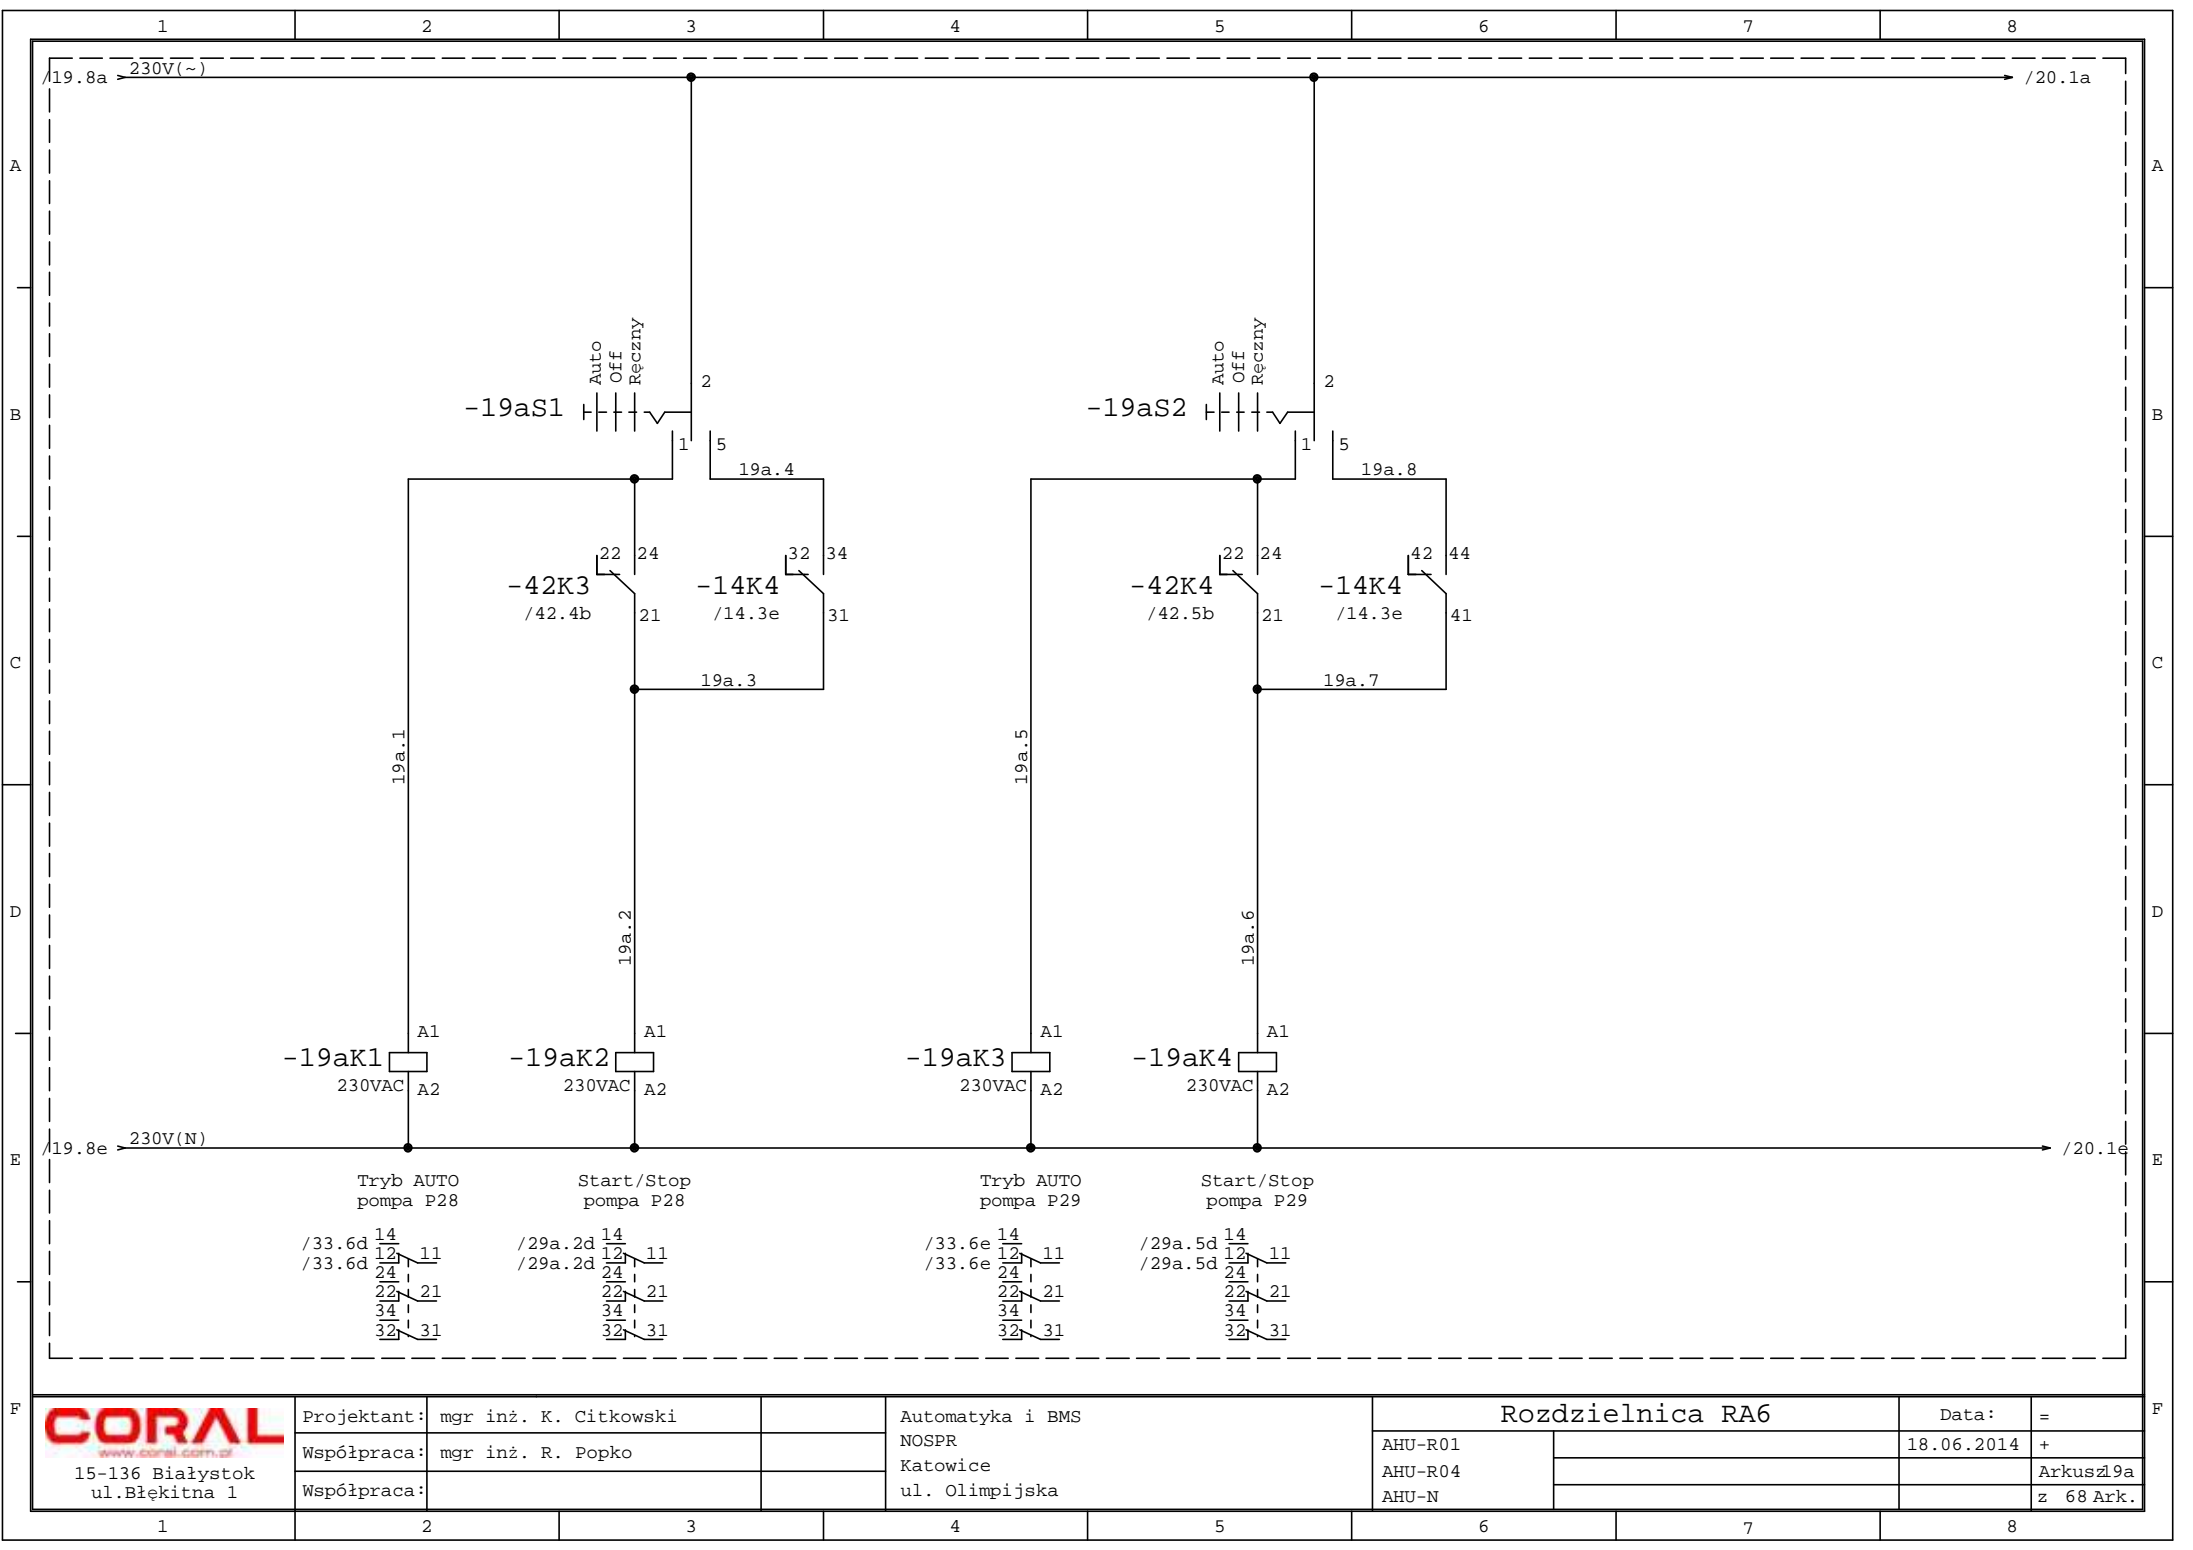 1 2 3 4 5 6 7 8
/19.8a 230V(~) /20.1a
A A
Auto Off Ręczny Auto Off Ręczny
2 2
B -19aS1 -19aS2 B
1 5 1 5
19a.4 19a.8
22 24 32 34 22 24 42 44
-42K3 -14K4 -42K4 -14K4
/42.4b 21 /14.3e 31 /42.5b 21 /14.3e 41
C C
19a.3 19a.7
19a.1 19a.5
D D
19a.2 19a.6
A1 A1 A1 A1
-19aK1 -19aK2 -19aK3 -19aK4
230VAC A2 230VAC A2 230VAC A2 230VAC A2
/19.8e 230V(N) /20.1e
E E
Tryb AUTO Start/Stop Tryb AUTO Start/Stop
pompa P28 pompa P28 pompa P29 pompa P29
14 14 14 14
/33.6d /29a.2d /33.6e /29a.5d
12 11 12 11 12 11 12 11
/33.6d /29a.2d /33.6e /29a.5d
24 24 24 24
22 21 22 21 22 21 22 21
34 34 34 34
32 31 32 31 32 31 32 31
F F
CORAL
www.coral.com.pl
15-136 Białystok
ul.Błękitna 1
Projektant: mgr inż. K. Citkowski
Współpraca: mgr inż. R. Popko
Współpraca:
Automatyka i BMS
NOSPR
Katowice
ul. Olimpijska
Rozdzielnica RA6
AHU-R01
AHU-R04
AHU-N
Data: =
18.06.2014 +
Arkusz19a
z 68 Ark.
1 2 3 4 5 6 7 8